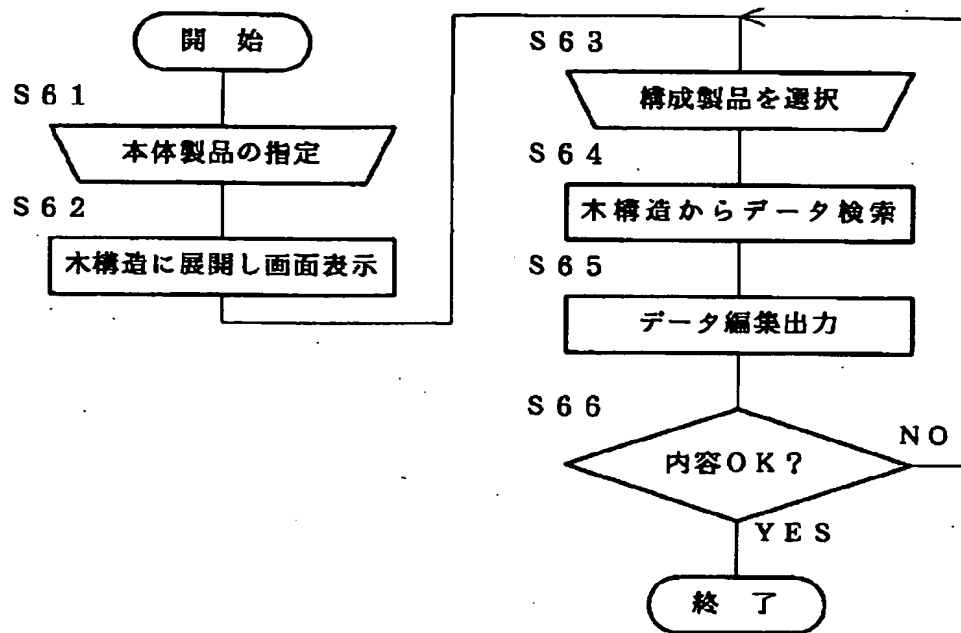 開 始
S61
本体製品の指定
S62
木構造に展開し画面表示
S63
構成製品を選択
S64
木構造からデータ検索
S65
データ編集出力
S66
内容OK?
NO
YES
終 了